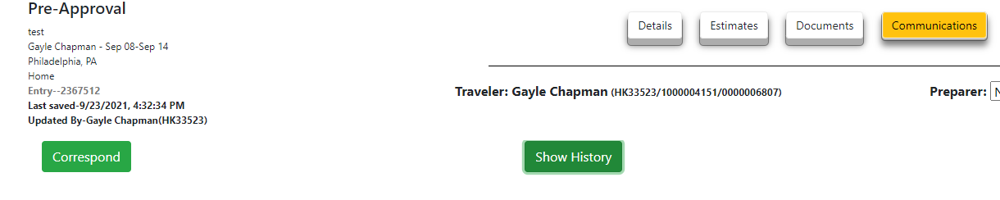 Pre-Approval
test
Gayle Chapman - Sep 08-Sep 14
Philadelphia, PA
Home
Entry--2367512
Last saved-9/23/2021, 4:32:34 PM
Updated By-Gayle Chapman(HK33523)
Details
Estimates
Documents
Communications
Traveler: Gayle Chapman (HK33523/1000004151/0000006807)
Preparer:
Correspond
Show History